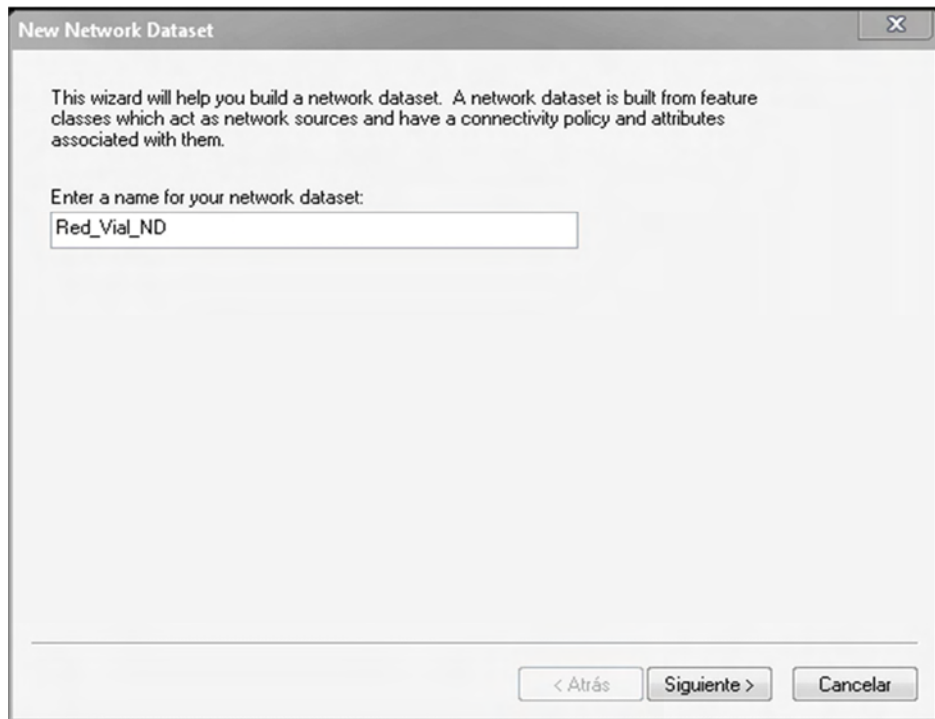 New Network Dataset
This wizard will help you build a network dataset. A network dataset is built from feature
classes which act as network sources and have a connectivity policy and attributes
associated with them.
Enter a name for your network dataset:
Red_Vial_ND
< Atrás
Siguiente >
Cancelar